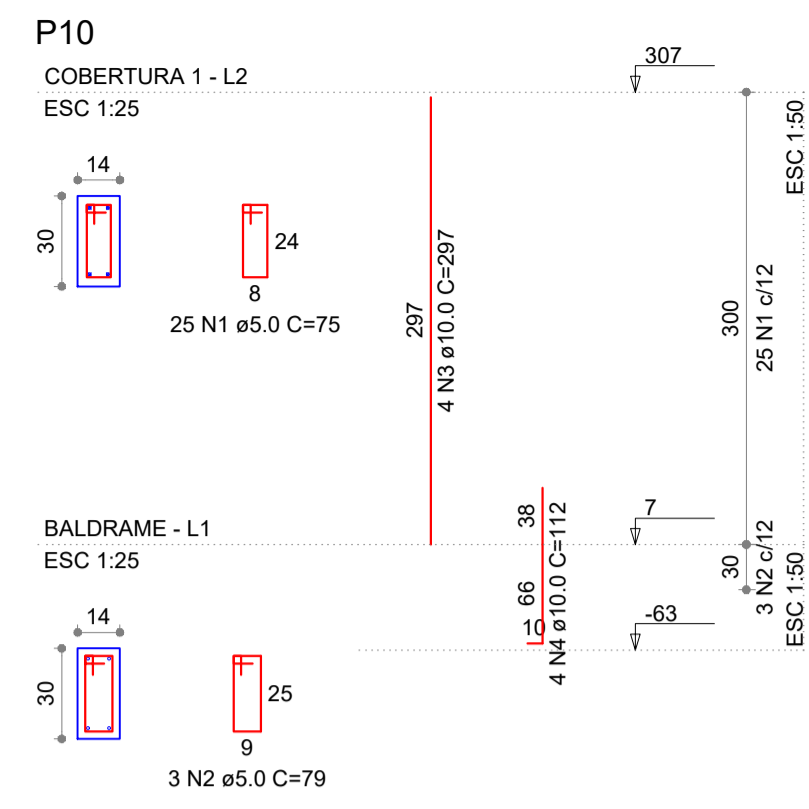 P10
COBERTURA 1 - L2
ESC 1:25
307
ESC 1:50
14
30
24
8
25 N1 ø5.0 C=75
297
4 N3 ø10.0 C=297
300
25 N1 c/12
BALDRAME - L1
ESC 1:25
38
66
10
4 N4 ø10.0 C=112
7
30
3 N2 c/12
ESC 1:50
-63
14
30
25
9
3 N2 ø5.0 C=79